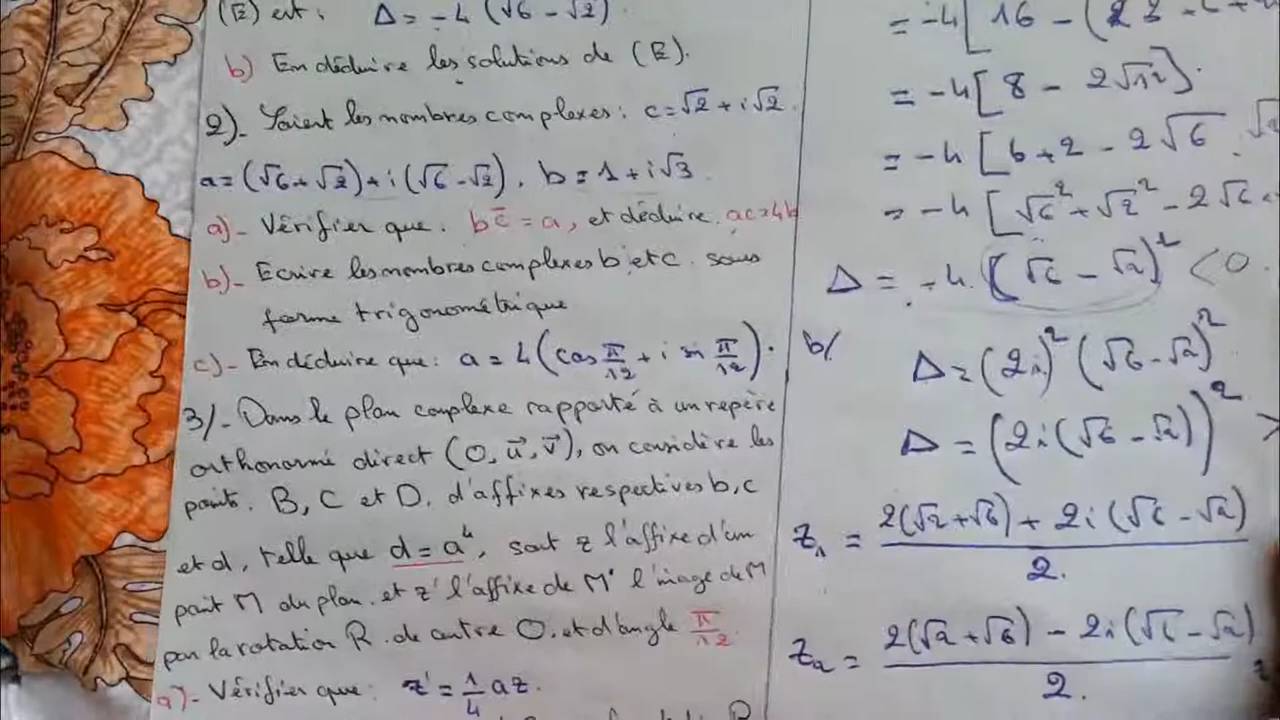 (E) est : Δ = -4 (√6 - √2)
b) En déduire les solutions de (E).
2)- Soient les nombres complexes : c = √2 + i√2.
a = (√6 + √2) + i (√6 - √2), b = 1 + i√3
a)- Vérifier que : bc̄ = a, et déduire ac = 4b
b)- Ecrire les nombres complexes b, et c sous
forme trigonométrique
c)- En déduire que : a = 4 (cos π/12 + i sin π/12).
3/- Dans le plan complexe rapporté à un repère
orthonormé direct (O, u⃗, v⃗), on considère les
points B, C et D. d'affixes respectives b, c
et d, telle que d = a⁴, soit z l'affixe d'un
point M du plan et z' l'affixe de M' l'image de M
par la rotation R de centre O et d'angle π/12
a)- Vérifier que : z' = 1/4 az.
= -4 [ 16 - (
= -4 [ 8 - 2√12 ].
= -4 [ 6 + 2 - 2√6 . √2
= -4 [ √6² + √2² - 2√6
Δ = -4. (√6 - √2)² < 0.
b/ Δ = (2i)² (√6 - √2)²
Δ = (2i (√6 - √2))²
z₁ = (2(√2 + √6) + 2i (√6 - √2)) / 2.
z₂ = (2(√2 + √6) - 2i (√6 - √2)) / 2.